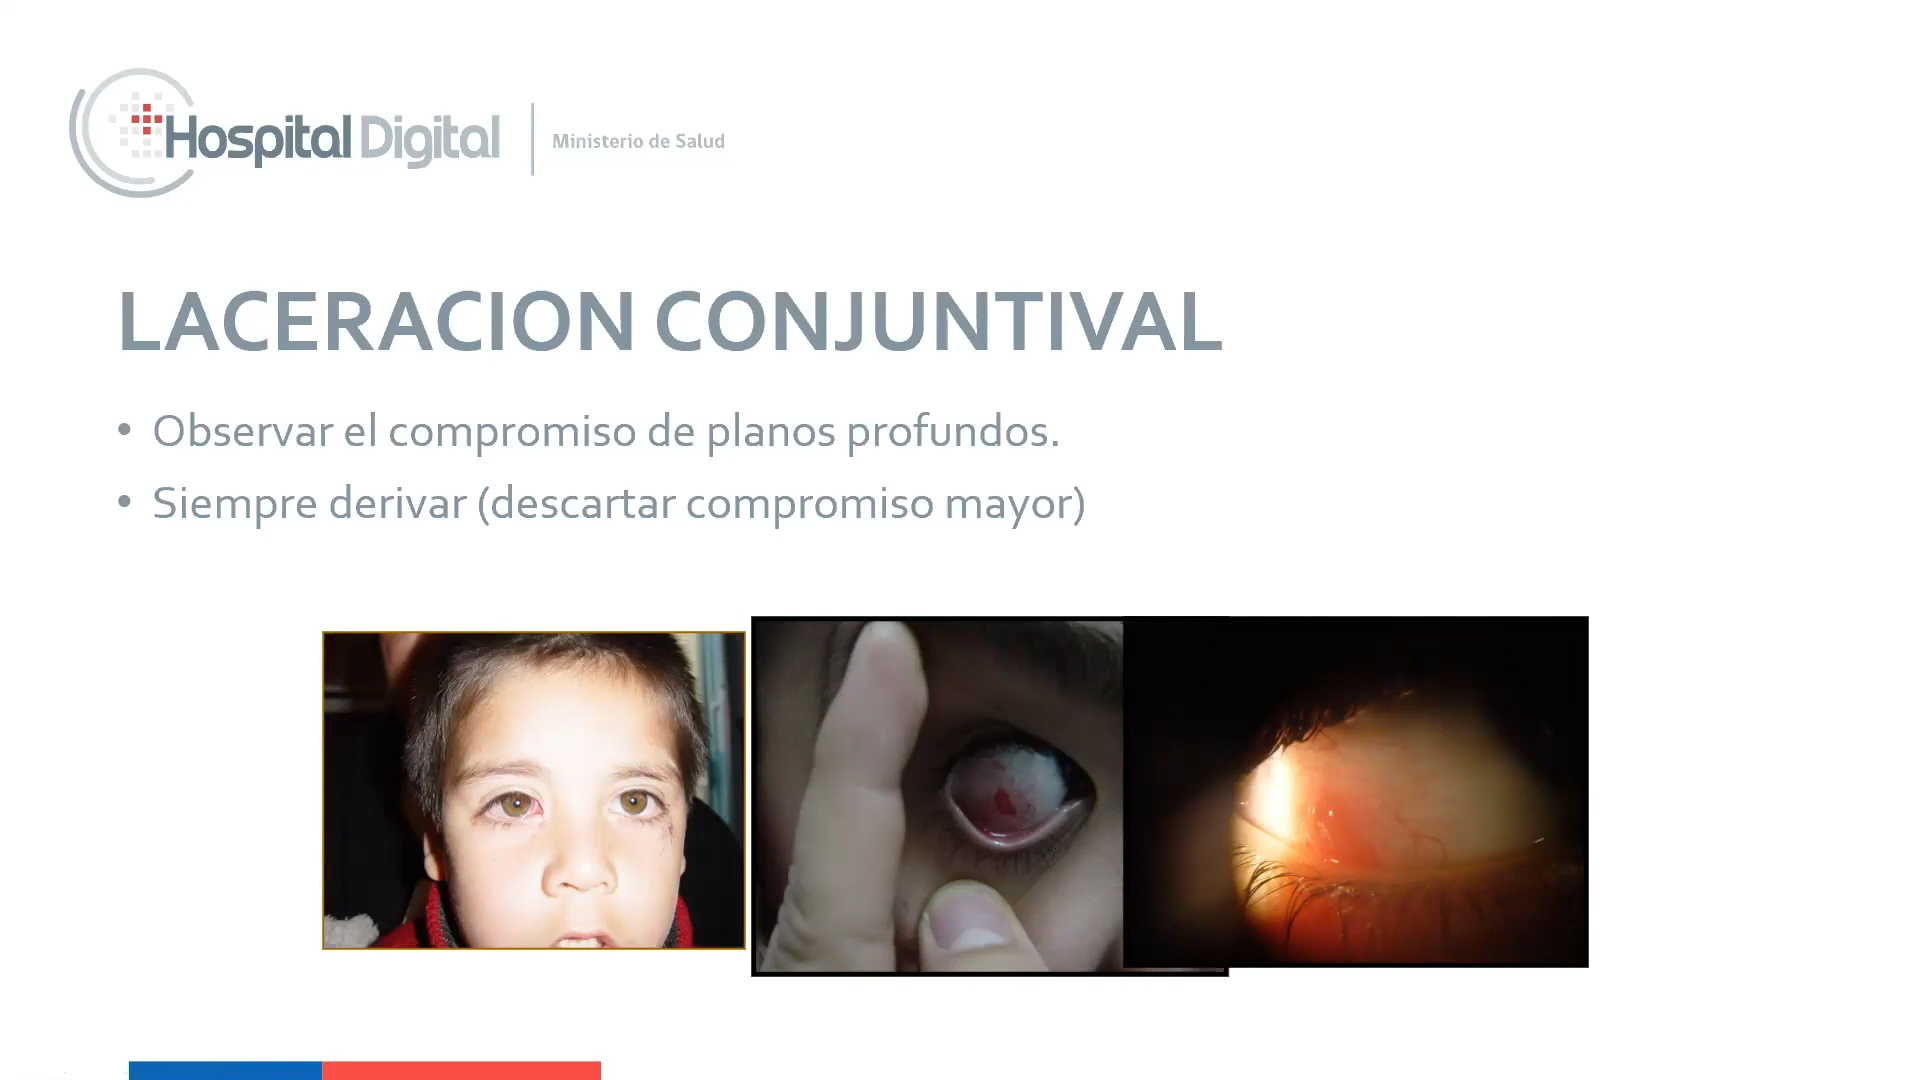 Hospital Digital
Ministerio de Salud
LACERACION CONJUNTIVAL
• Observar el compromiso de planos profundos.
• Siempre derivar (descartar compromiso mayor)